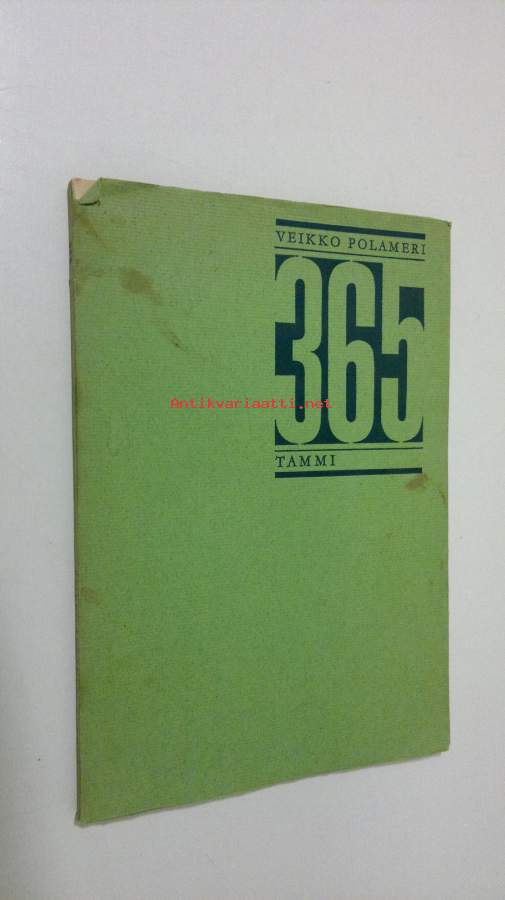 VEIKKO POLAMERI
365
Antikvariaatti.net
TAMMI